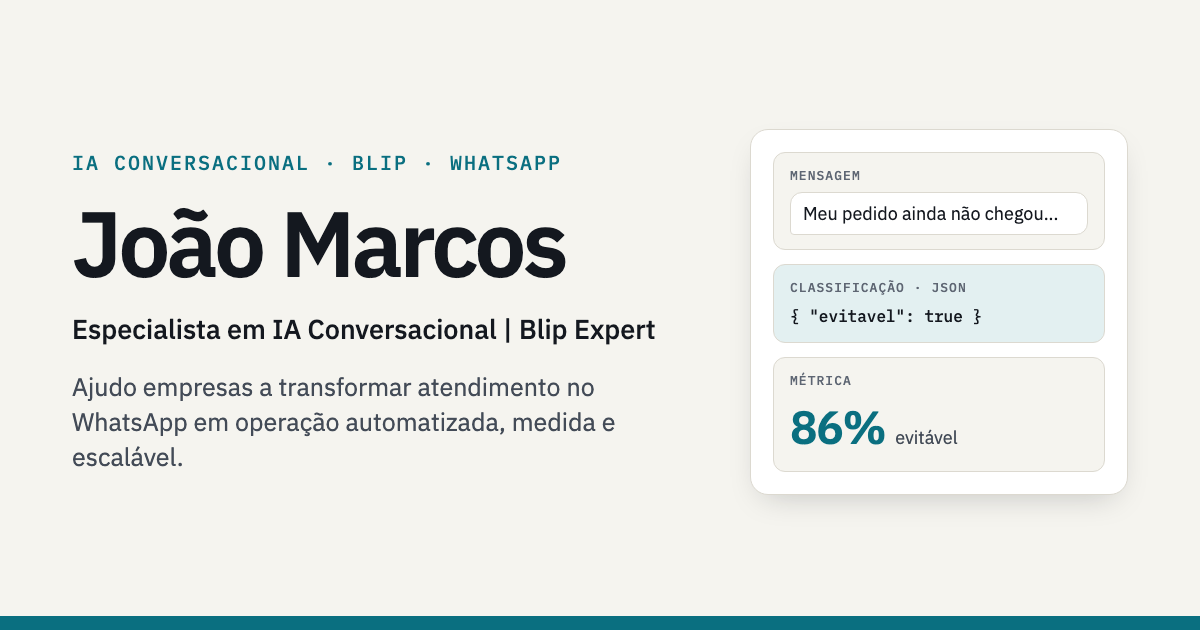 IA CONVERSACIONAL · BLIP · WHATSAPP
João Marcos
Especialista em IA Conversacional | Blip Expert
Ajudo empresas a transformar atendimento no
WhatsApp em operação automatizada, medida e
escalável.
MENSAGEM
Meu pedido ainda não chegou...
CLASSIFICAÇÃO · JSON
{ "evitavel": true }
MÉTRICA
86% evitável